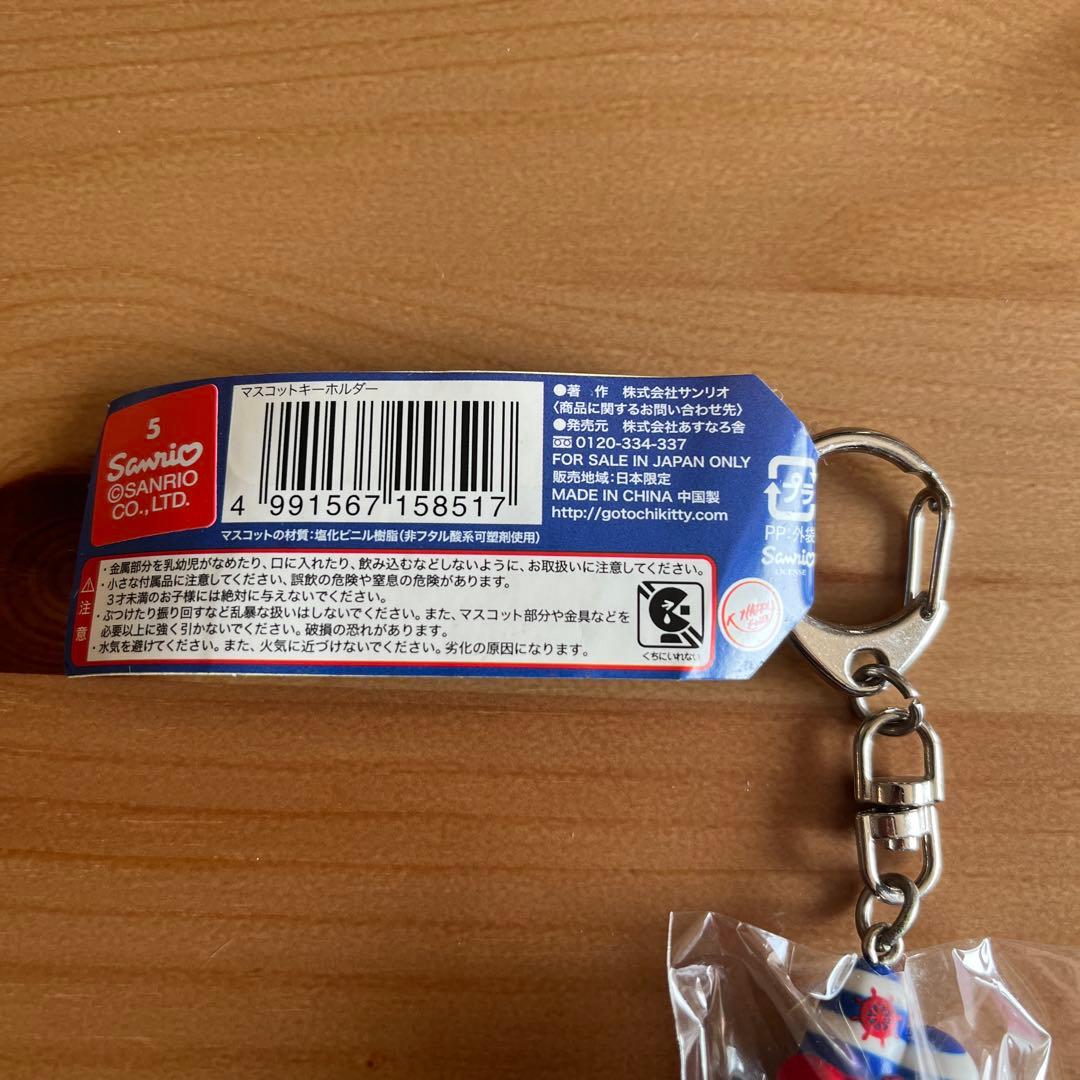 5
Sanrio
©SANRIO
CO., LTD.
マスコットキーホルダー
4 991567 158517
マスコットの材質：塩化ビニル樹脂（非フタル酸系可塑剤使用）
●著　作　株式会社サンリオ
〈商品に関するお問い合わせ先〉
●発売元　株式会社あすなろ舎
0120-334-337
FOR SALE IN JAPAN ONLY
販売地域：日本限定
MADE IN CHINA 中国製
http://gotochikitty.com
プラ
PP：外袋
Sanrio
LICENSE
注意
・金属部分を乳幼児がなめたり、口に入れたり、飲み込むなどしないように、お取扱いに注意してください。
・小さな付属品に注意してください、誤飲の危険や窒息の危険があります。
3才未満のお子様には絶対に与えないでください。
・ぶつけたり振り回すなど乱暴な扱いはしないでください。また、マスコット部分や金具などを
必要以上に強く引かないでください。破損の恐れがあります。
・水気を避けてください。また、火気に近づけないでください。劣化の原因になります。
くちにいれない